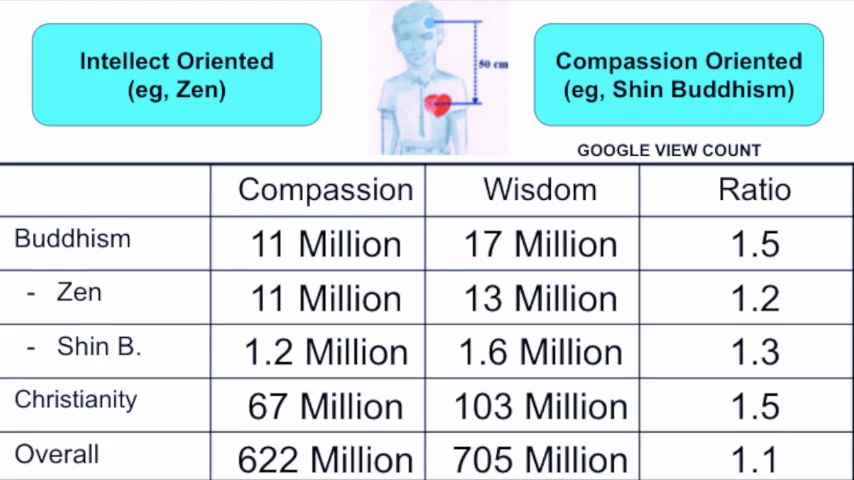 Intellect Oriented
(eg, Zen)
50 cm
Compassion Oriented
(eg, Shin Buddhism)
GOOGLE VIEW COUNT
Compassion Wisdom Ratio
Buddhism 11 Million 17 Million 1.5
- Zen 11 Million 13 Million 1.2
- Shin B. 1.2 Million 1.6 Million 1.3
Christianity 67 Million 103 Million 1.5
Overall 622 Million 705 Million 1.1